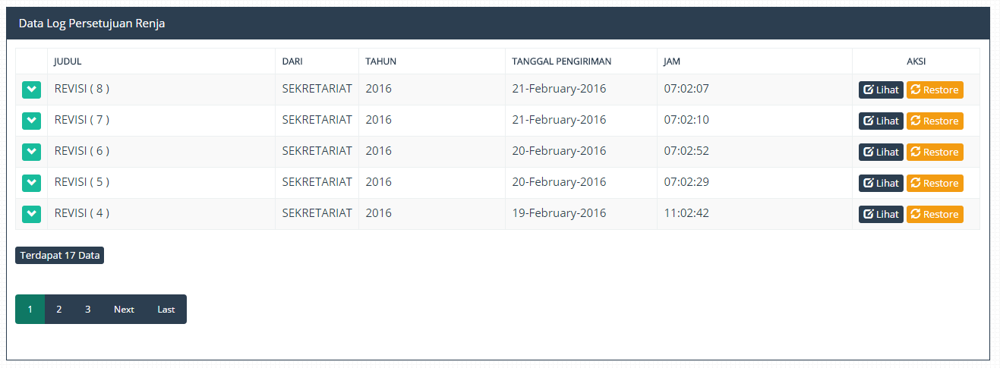 Data Log Persetujuan Renja
JUDUL DARI TAHUN TANGGAL PENGIRIMAN JAM AKSI
REVISI ( 8 ) SEKRETARIAT 2016 21-February-2016 07:02:07 Lihat Restore
REVISI ( 7 ) SEKRETARIAT 2016 21-February-2016 07:02:10 Lihat Restore
REVISI ( 6 ) SEKRETARIAT 2016 20-February-2016 07:02:52 Lihat Restore
REVISI ( 5 ) SEKRETARIAT 2016 20-February-2016 07:02:29 Lihat Restore
REVISI ( 4 ) SEKRETARIAT 2016 19-February-2016 11:02:42 Lihat Restore
Terdapat 17 Data
1 2 3 Next Last